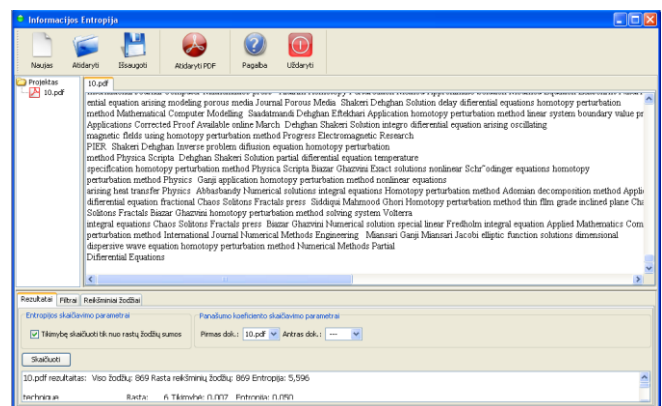 Informacijos Entropija
Naujas
Atidaryti
Išsaugoti
Atidaryti PDF
Pagalba
Uždaryti
Projektas
10.pdf
10.pdf
ential equation arising modeling porous media Journal Porous Media Shakeri Dehghan Solution delay differential equations homotopy perturbation
method Mathematical Computer Modelling Saadatmandi Dehghan Eftekhari Application homotopy perturbation method linear system boundary value pr
Applications Corrected Proof Available online March Dehghan Shakeri Solution integro differential equation arising oscillating
magnetic fields using homotopy perturbation method Progress Electromagnetic Research
PIER Shakeri Dehghan Inverse problem diffusion equation homotopy perturbation
method Physica Scripta Dehghan Shakeri Solution partial differential equation temperature
specification homotopy perturbation method Physica Scripta Biazar Ghazvini Exact solutions nonlinear Schr"odinger equations homotopy
perturbation method Physics Ganji application homotopy perturbation method nonlinear equations
arising heat transfer Physics Abbasbandy Numerical solutions integral equations Homotopy perturbation method Adomian decomposition method Applie
differential equation fractional Chaos Solitons Fractals press Siddiqui Mahmood Ghori Homotopy perturbation method thin film grade inclined plane Cha
Solitons Fractals Biazar Ghazvini homotopy perturbation method solving system Volterra
integral equations Chaos Solitons Fractals press Biazar Ghazvini Numerical solution special linear Fredholm integral equation Applied Mathematics Com
perturbation method International Journal Numerical Methods Engineering Miansari Ganji Miansari Jacobi elliptic function solutions dimensional
dispersive wave equation homotopy perturbation method Numerical Methods Partial
Differential Equations
Rezultatai Filtrai Reikšminiai žodžiai
Entropijos skaičiavimo parametrai
Tikimybę skaičiuoti tik nuo rastų žodžių sumos
Panašumo koeficiento skaičiavimo parametrai
Pirmas dok.: 10.pdf Antras dok.: ---
Skaičiuoti
10.pdf rezultaitas: Viso žodžių: 869 Rasta reikšminių žodžių: 869 Entropija: 5,596
technique Rasta: 6 Tikimybė: 0,007 Entropija: 0,050